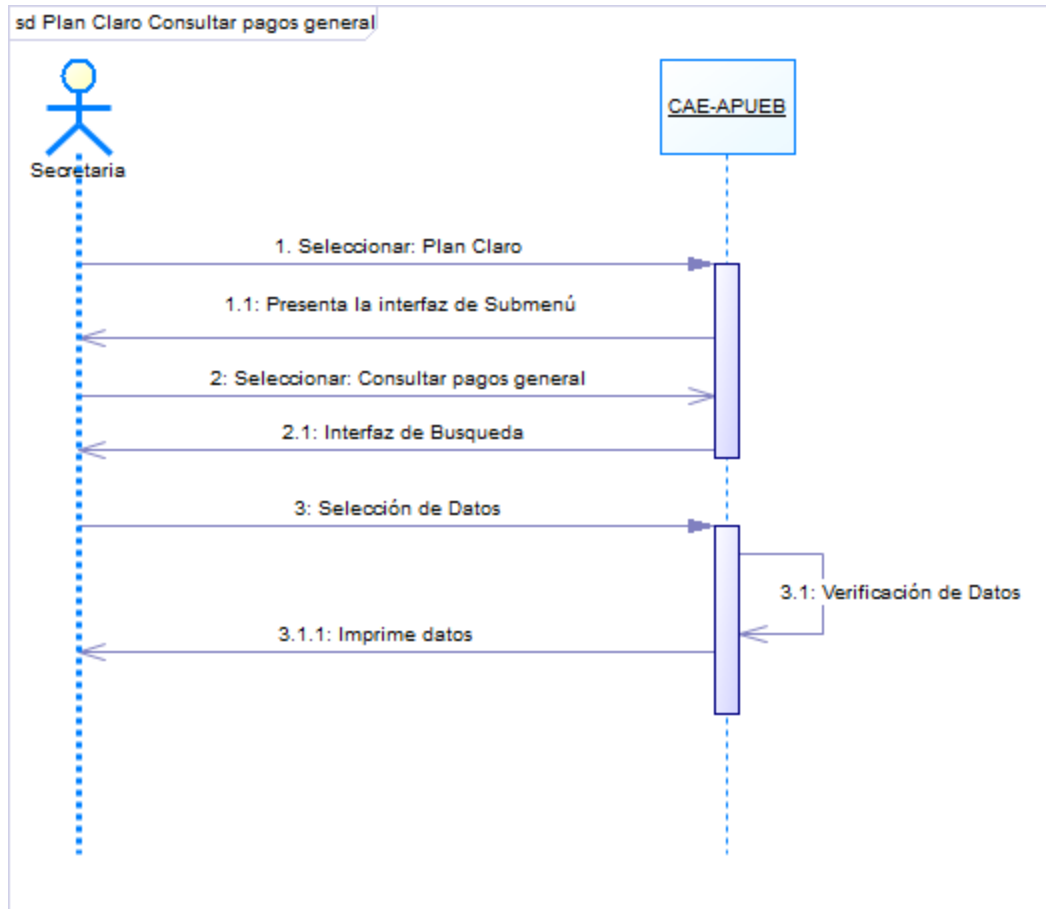 sd Plan Claro Consultar pagos general
CAE-APUEB
Secretaria
1. Seleccionar: Plan Claro
1.1: Presenta la interfaz de Submenú
2: Seleccionar: Consultar pagos general
2.1: Interfaz de Busqueda
3: Selección de Datos
3.1: Verificación de Datos
3.1.1: Imprime datos